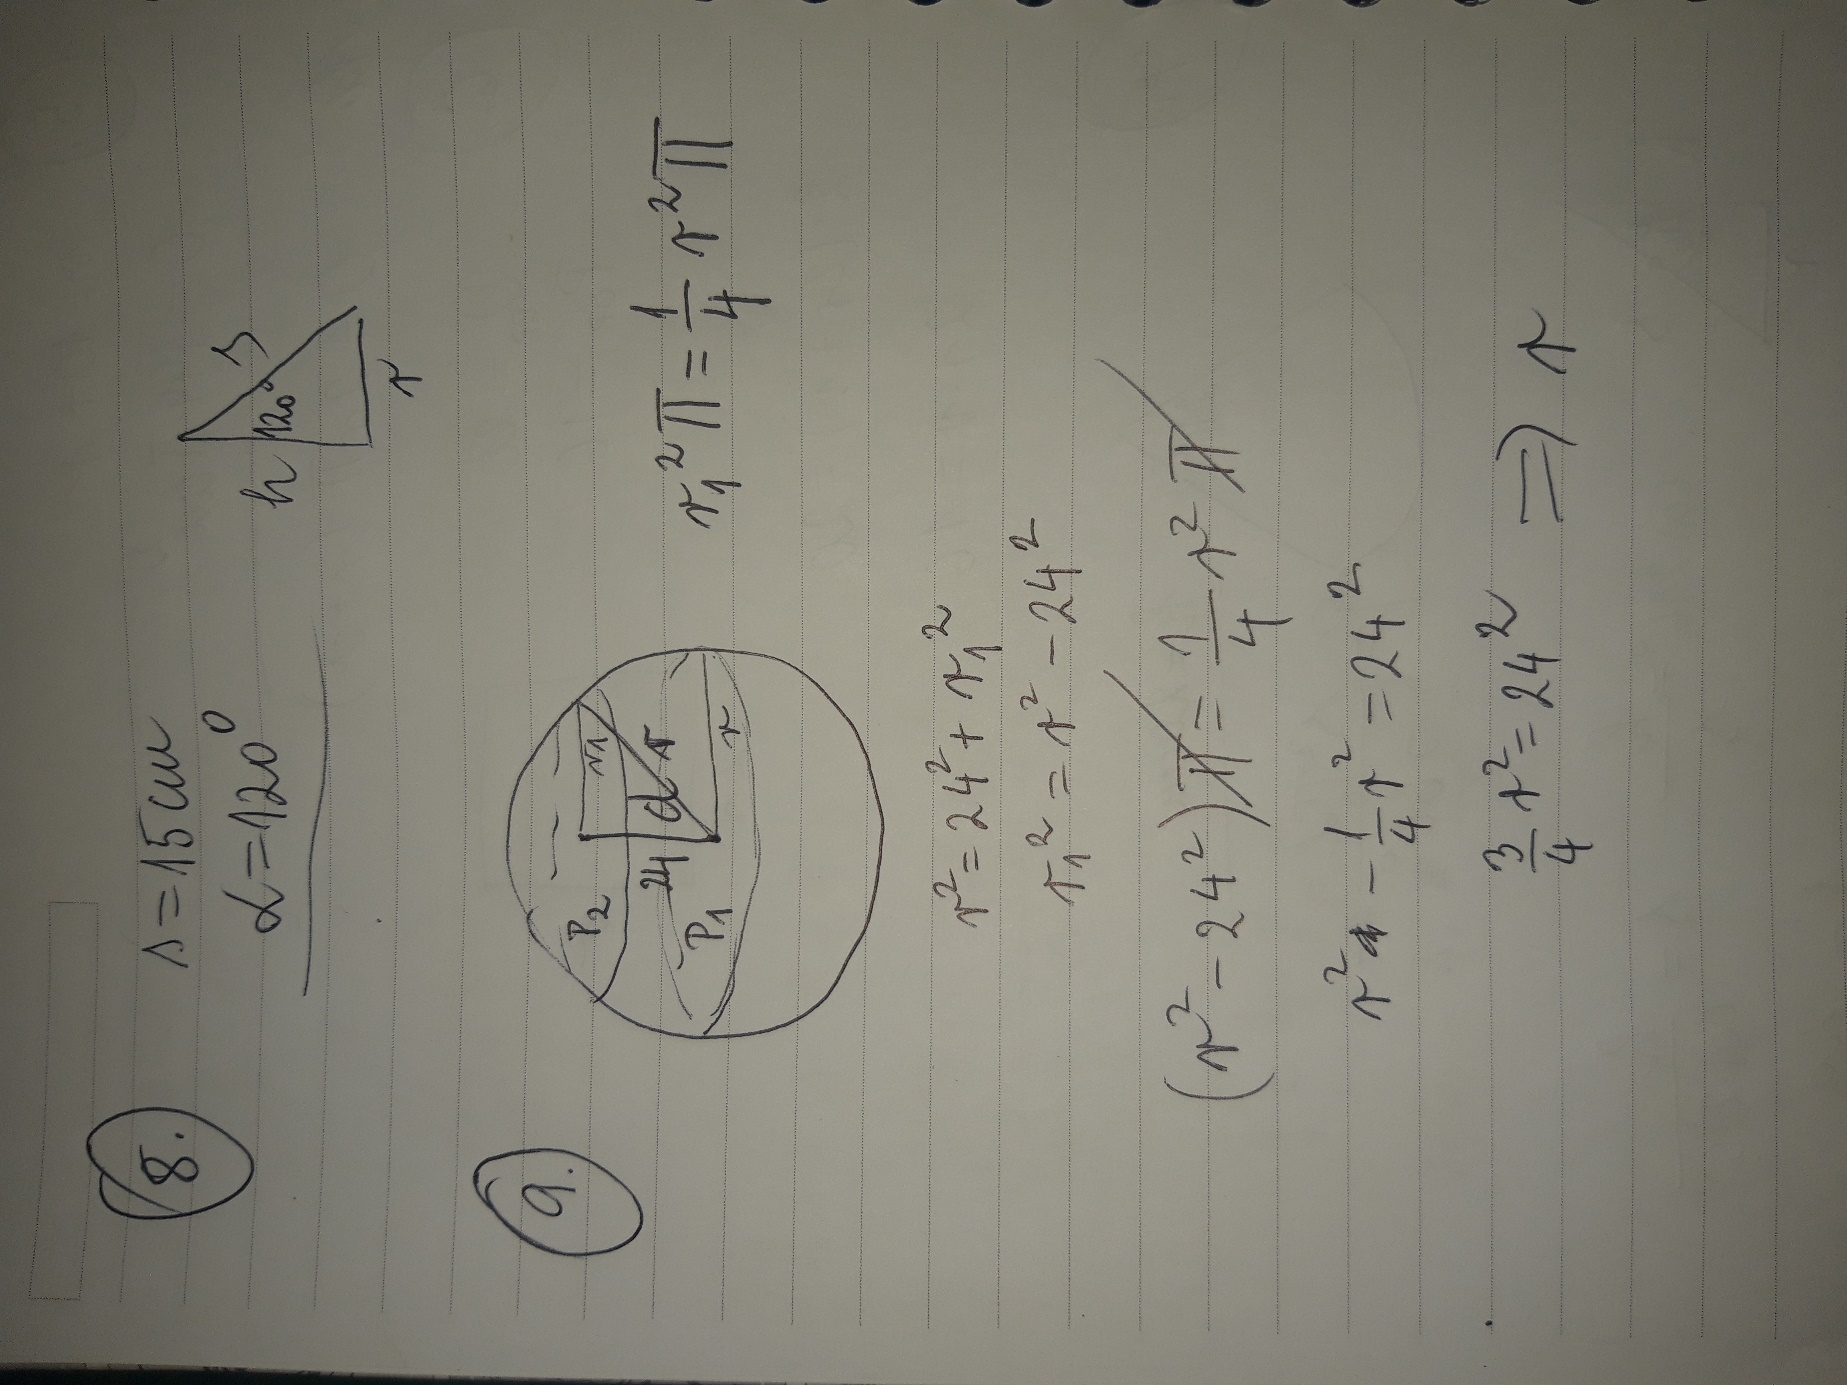 8.
s = 15 cm
α = 120°
h
120°
s
r
9.
P₂
r₁
24
α
r
P₁
r
r₁²π = 1/4 r²π
r² = 24² + r₁²
r₁² = r² - 24²
(r² - 24²)π = 1/4 r²π
r² - 1/4 r² = 24²
3/4 r² = 24² ⇒ r